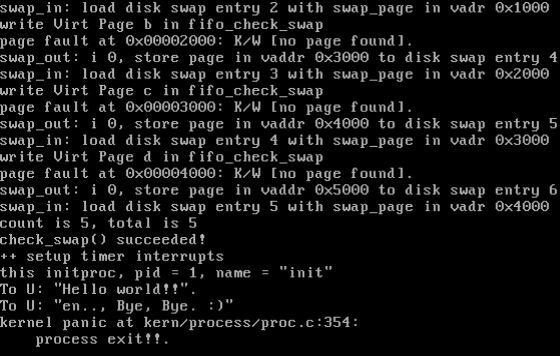 swap_in: load disk swap entry 2 with swap_page in vadr 0x1000
write Virt Page b in fifo_check_swap
page fault at 0x00002000: K/W [no page found].
swap_out: i 0, store page in vaddr 0x3000 to disk swap entry 4
swap_in: load disk swap entry 3 with swap_page in vadr 0x2000
write Virt Page c in fifo_check_swap
page fault at 0x00003000: K/W [no page found].
swap_out: i 0, store page in vaddr 0x4000 to disk swap entry 5
swap_in: load disk swap entry 4 with swap_page in vadr 0x3000
write Virt Page d in fifo_check_swap
page fault at 0x00004000: K/W [no page found].
swap_out: i 0, store page in vaddr 0x5000 to disk swap entry 6
swap_in: load disk swap entry 5 with swap_page in vadr 0x4000
count is 5, total is 5
check_swap() succeeded!
++ setup timer interrupts
this initproc, pid = 1, name = "init"
To U: "Hello world!!".
To U: "en.., Bye, Bye. :)"
kernel panic at kern/process/proc.c:354:
process exit!!.